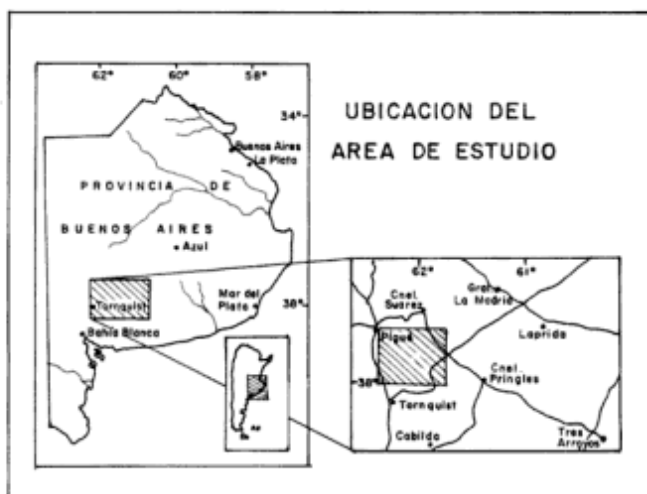 UBICACION DEL
AREA DE ESTUDIO
62° 60° 58°
34°
Buenos Aires
La Plata
PROVINCIA DE
BUENOS AIRES
Azul
Tornquist
Mar del
Plata
38°
Bahía Blanca
62° 61°
Cnel.
Suarez
Gral.
La Madrid
Pigüé
Laprida
38°
Cnel.
Pringles
Tornquist
Cabilda
Tres
Arroyos